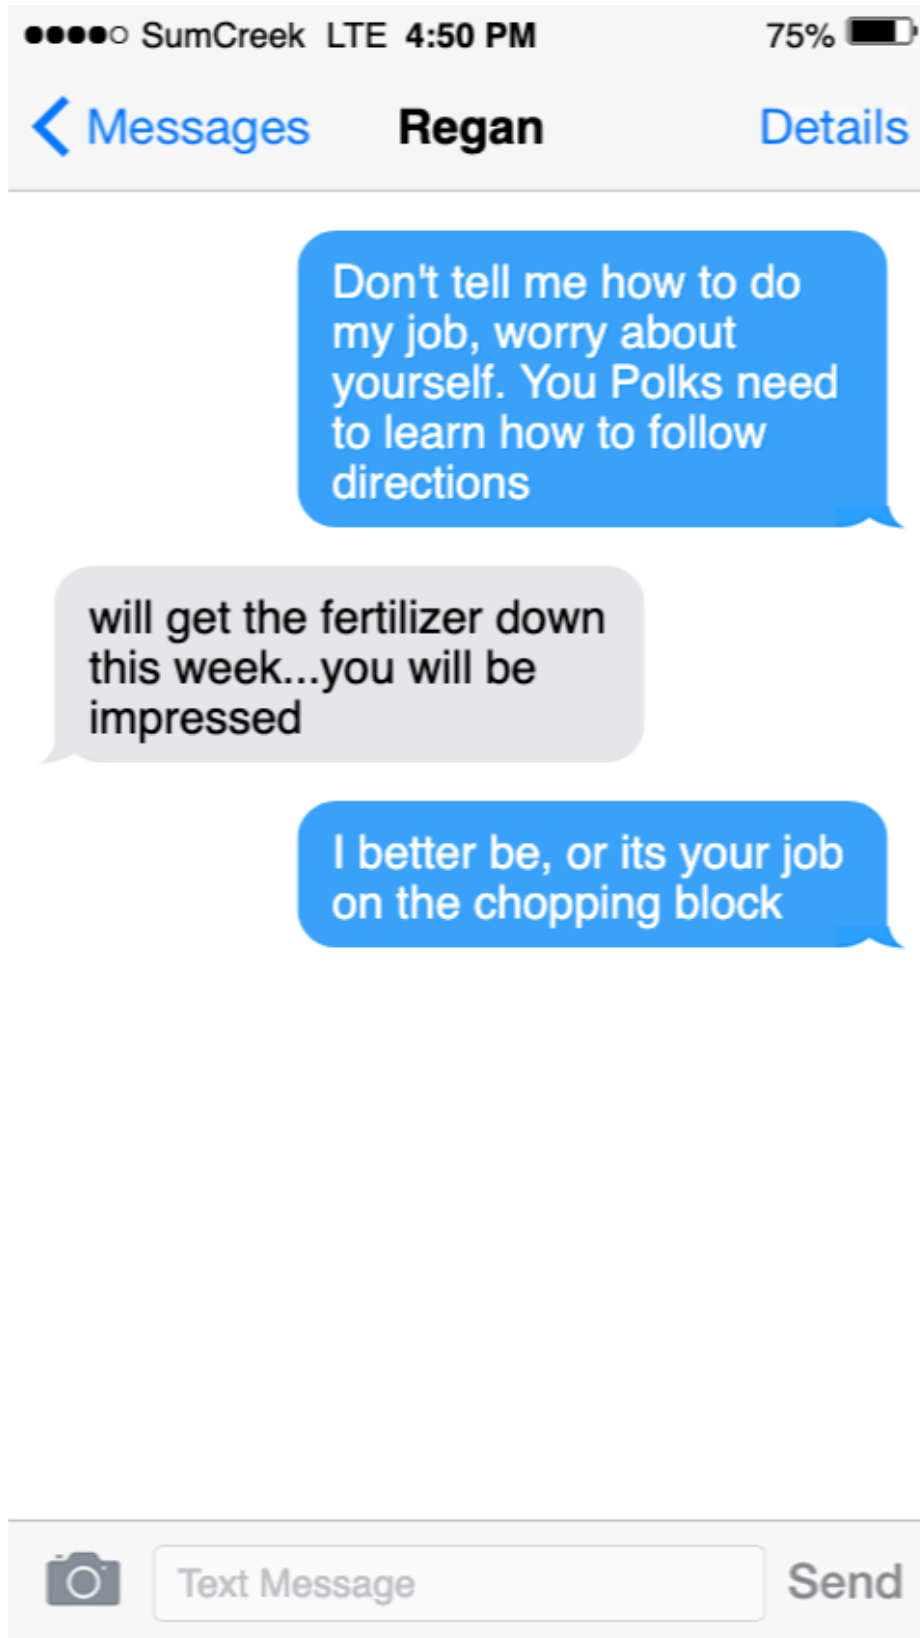 SumCreek LTE 4:50 PM 75%
Messages Regan Details
Don't tell me how to do
my job, worry about
yourself. You Polks need
to learn how to follow
directions
will get the fertilizer down
this week...you will be
impressed
I better be, or its your job
on the chopping block
Text Message Send